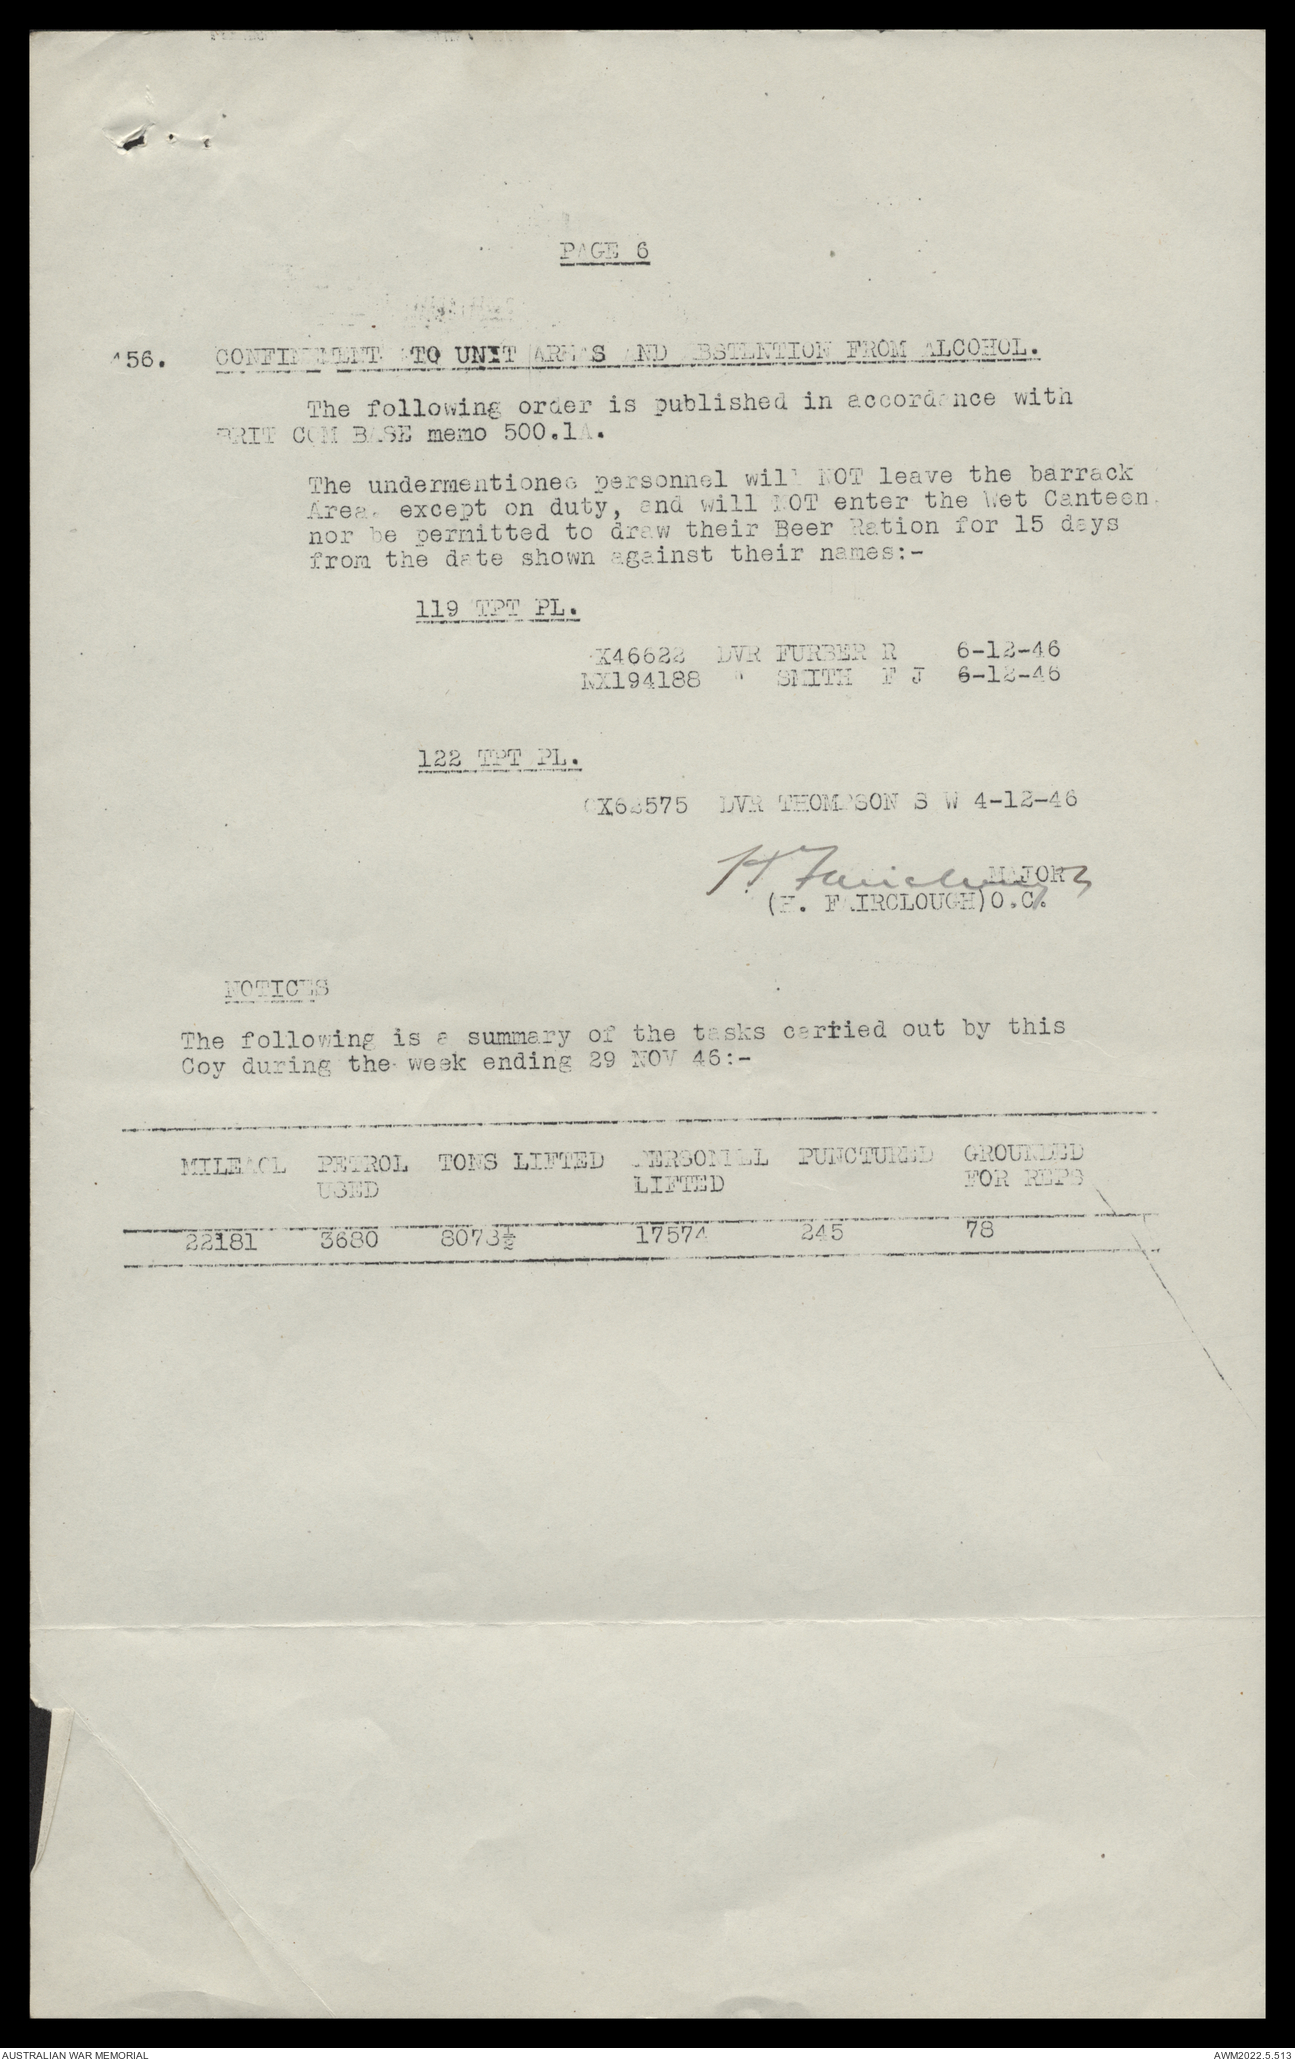 PAGE 6
156. CONFINEMENT TO UNIT AREAS AND ABSTENTION FROM ALCOHOL.
The following order is published in accordance with
BRIT COM BASE memo 500.1A.
The undermentioned personnel will NOT leave the barrack
Area, except on duty, and will NOT enter the Wet Canteen.
nor be permitted to draw their Beer Ration for 15 days
from the date shown against their names:-
119 TPT PL.
X46622 DVR FURBER R 6-12-46
NX194188 " SMITH F J 6-12-46
122 TPT PL.
DVR THOMPSON S W 4-12-46
H Fairclough MAJOR
(H. FAIRCLOUGH) O.C.
NOTICES
The following is a summary of the tasks carried out by this
Coy during the week ending 29 NOV 46:-
MILEAGE PETROL TONS LIFTED PERSONNEL PUNCTURED GROUNDED
USED LIFTED FOR REPS
22181 3680 8073½ 17574 245 78
AUSTRALIAN WAR MEMORIAL AWM2022.5.513